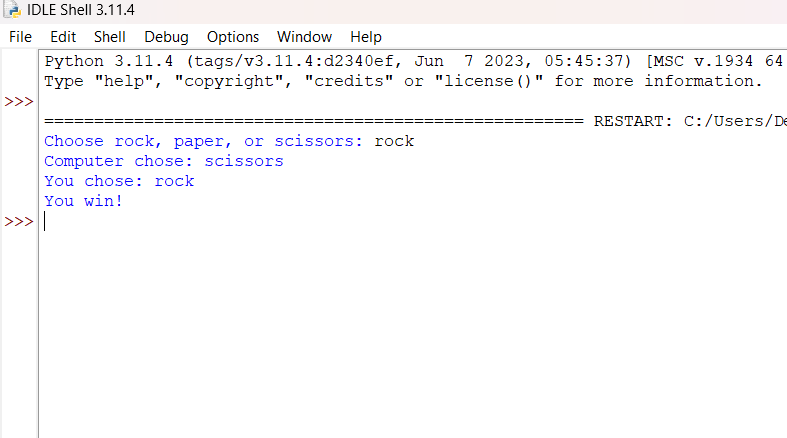 IDLE Shell 3.11.4
File Edit Shell Debug Options Window Help
Python 3.11.4 (tags/v3.11.4:d2340ef, Jun  7 2023, 05:45:37) [MSC v.1934 64
Type "help", "copyright", "credits" or "license()" for more information.
>>>
====================================================== RESTART: C:/Users/De
Choose rock, paper, or scissors: rock
Computer chose: scissors
You chose: rock
You win!
>>>